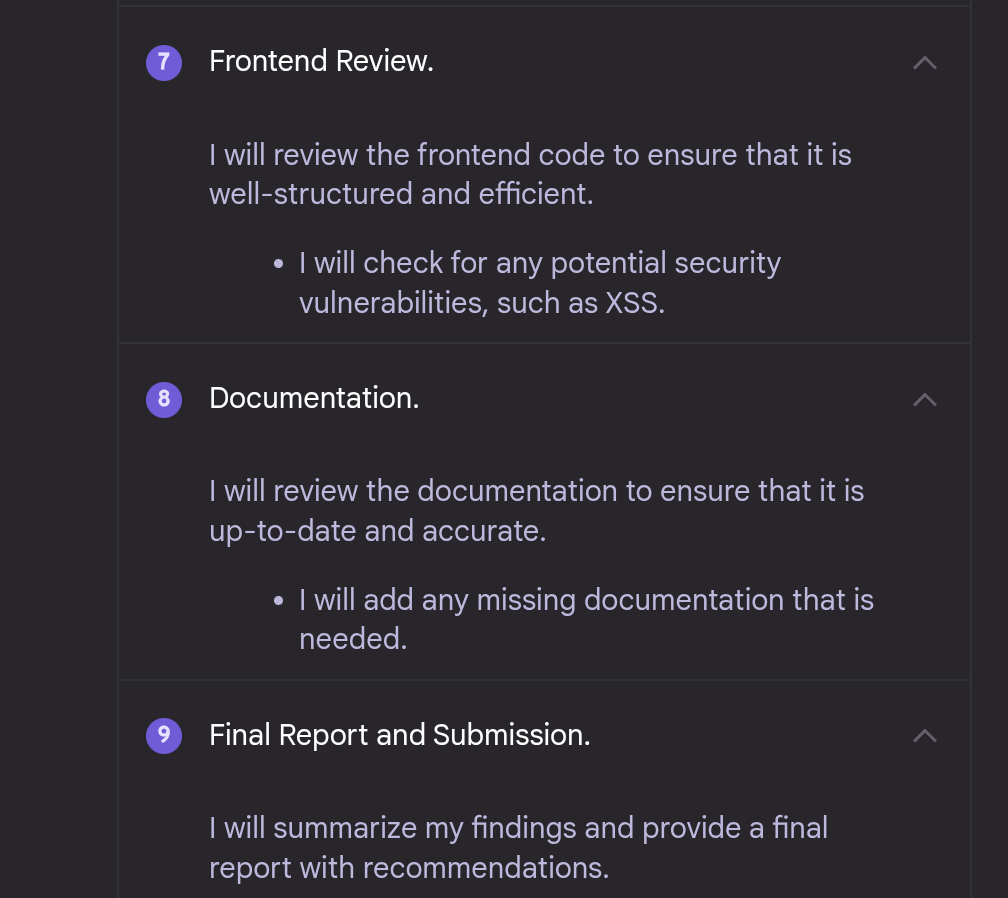 7 Frontend Review.
I will review the frontend code to ensure that it is
well-structured and efficient.
• I will check for any potential security
vulnerabilities, such as XSS.
8 Documentation.
I will review the documentation to ensure that it is
up-to-date and accurate.
• I will add any missing documentation that is
needed.
9 Final Report and Submission.
I will summarize my findings and provide a final
report with recommendations.